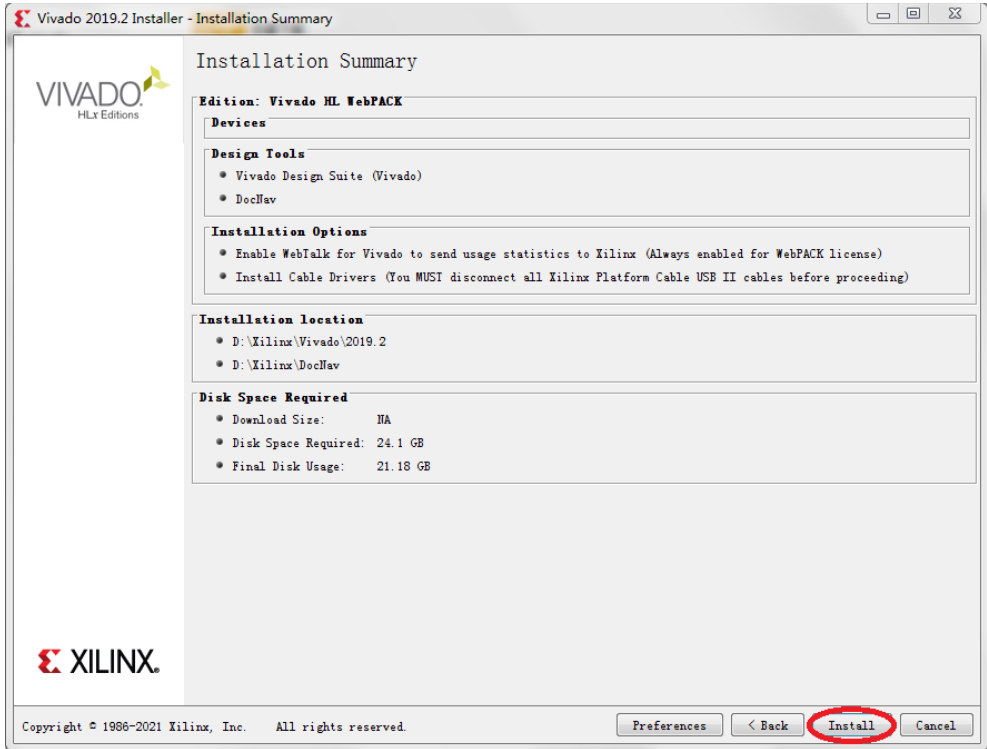 Vivado 2019.2 Installer - Installation Summary
VIVADO.
HLx Editions
Installation Summary
Edition: Vivado HL WebPACK
Devices
Design Tools
Vivado Design Suite (Vivado)
DocNav
Installation Options
Enable WebTalk for Vivado to send usage statistics to Xilinx (Always enabled for WebPACK license)
Install Cable Drivers (You MUST disconnect all Xilinx Platform Cable USB II cables before proceeding)
Installation location
D:\Xilinx\Vivado\2019.2
D:\Xilinx\DocNav
Disk Space Required
Download Size: NA
Disk Space Required: 24.1 GB
Final Disk Usage: 21.18 GB
XILINX®
Copyright © 1986-2021 Xilinx, Inc. All rights reserved.
Preferences < Back Install Cancel